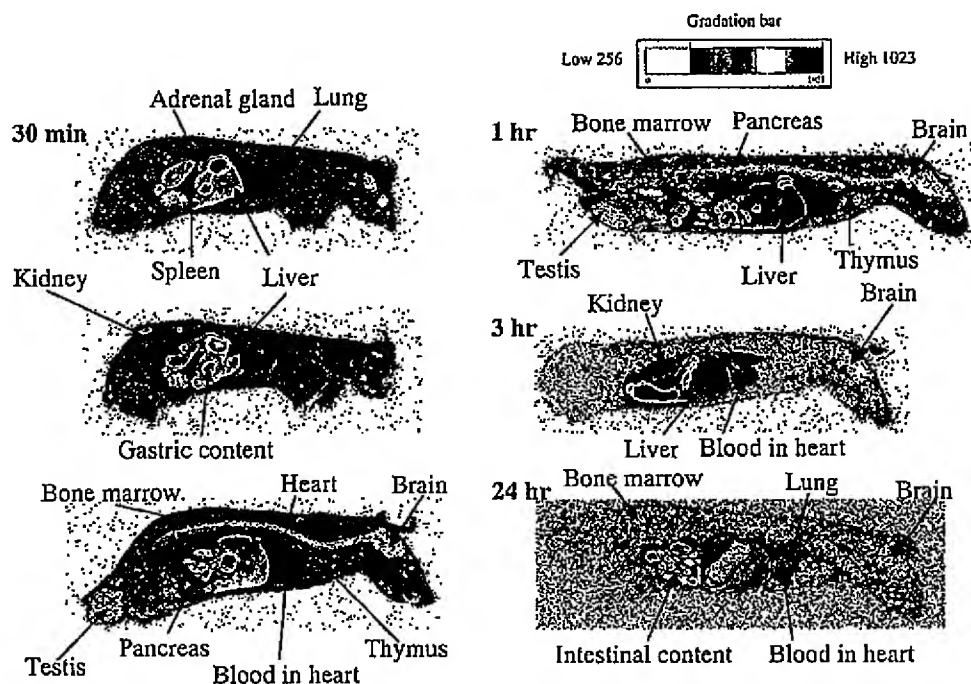 Gradation bar
Low 256
High 1023
30 min
Adrenal gland
Lung
Spleen
Liver
Kidney
Liver
Gastric content
Bone marrow
Heart
Brain
Testis
Pancreas
Blood in heart
Thymus
1 hr
Bone marrow
Pancreas
Brain
Testis
Liver
Thymus
3 hr
Kidney
Brain
Liver
Blood in heart
24 hr
Bone marrow
Lung
Brain
Intestinal content
Blood in heart